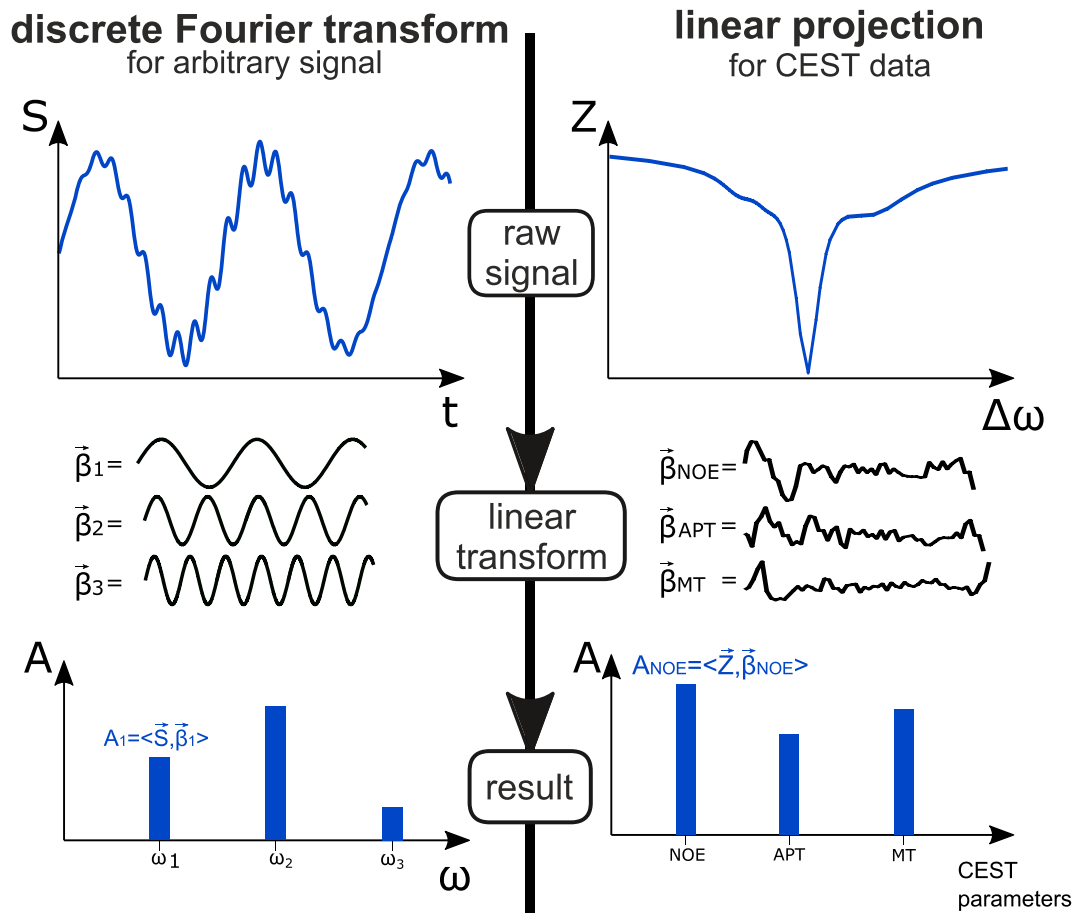 discrete Fourier transform
for arbitrary signal
linear projection
for CEST data
S
t
Z
Δω
raw
signal
β⃗1=
β⃗2=
β⃗3=
linear
transform
β⃗NOE=
β⃗APT =
β⃗MT =
A
A1=<S⃗,β⃗1>
ω1
ω2
ω3
ω
result
A
ANOE=<Z⃗,β⃗NOE>
NOE
APT
MT
CEST
parameters